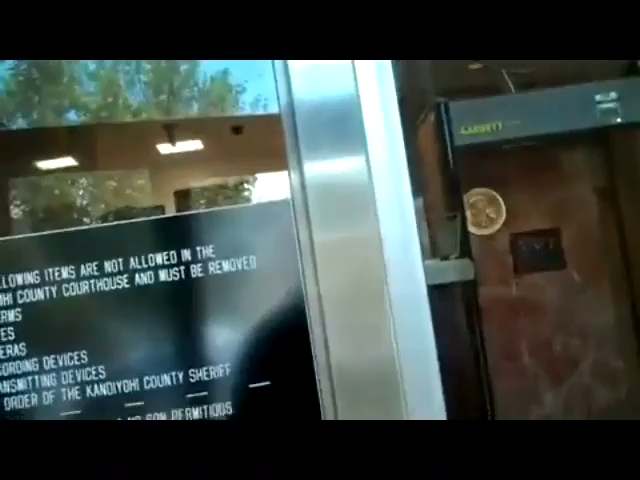 LLOWING ITEMS ARE NOT ALLOWED IN THE
HI COUNTY COURTHOUSE AND MUST BE REMOVED
RMS
ES
ERAS
CORDING DEVICES
ANSMITTING DEVICES
ORDER OF THE KANDIYOHI COUNTY SHERIFF
GARRETT